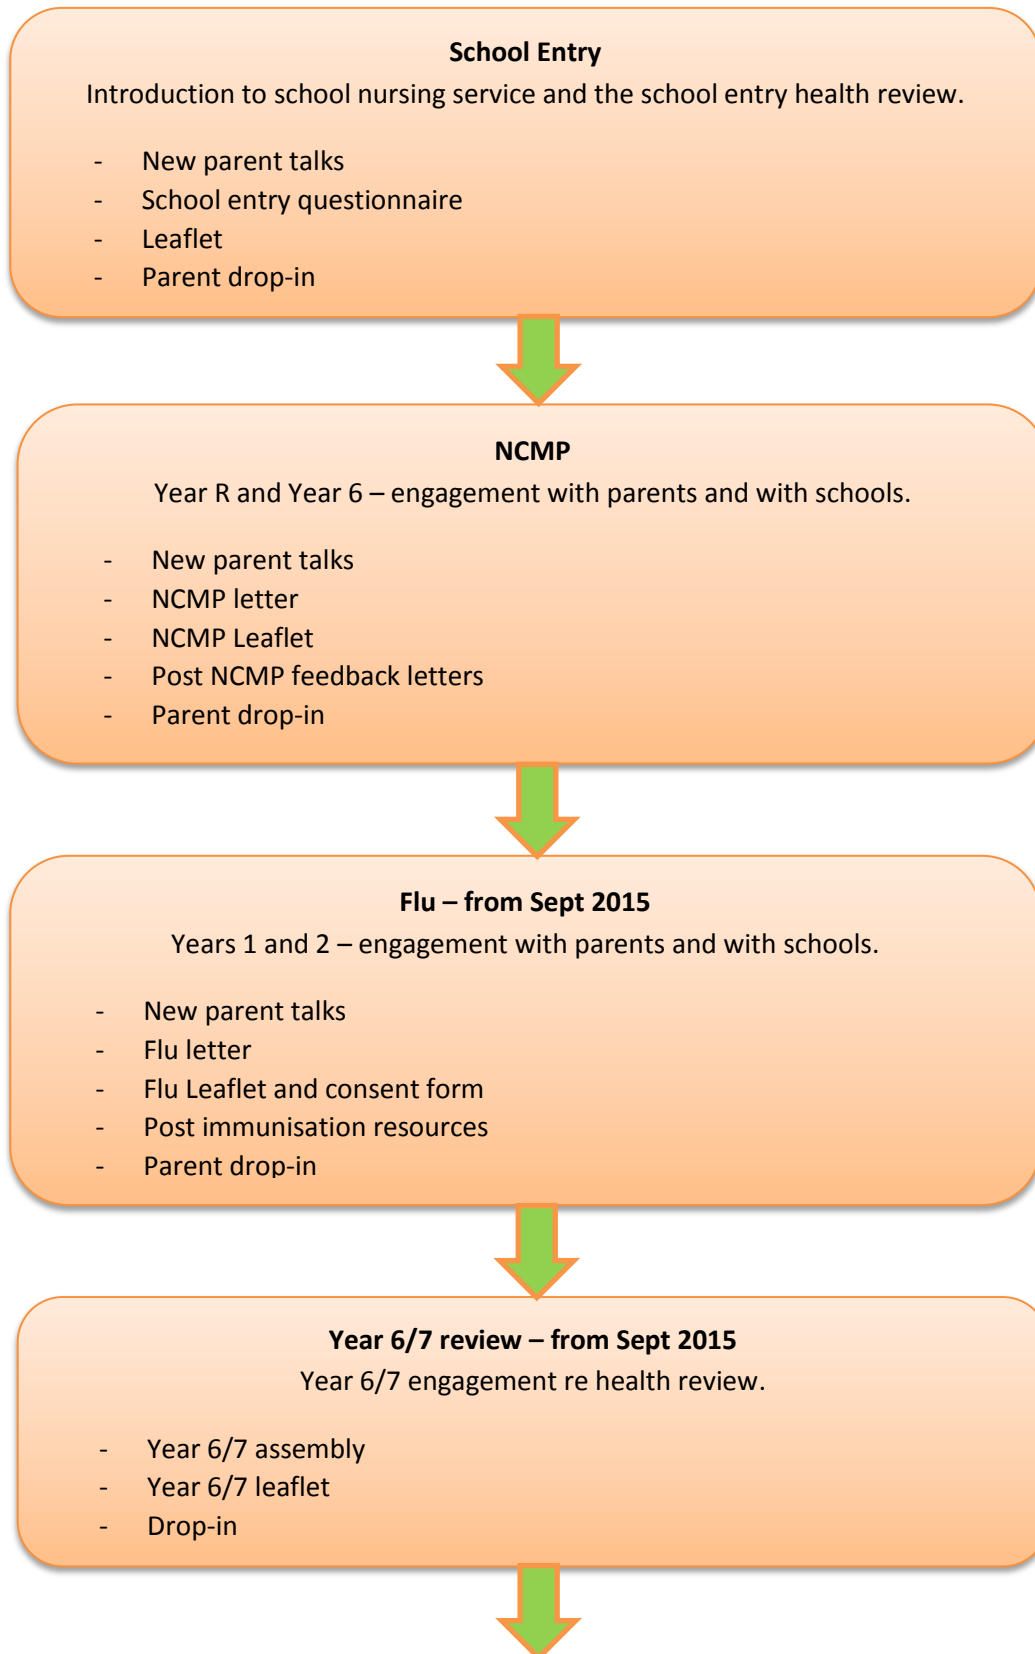 School Entry
Introduction to school nursing service and the school entry health review.
- New parent talks
- School entry questionnaire
- Leaflet
- Parent drop-in
NCMP
Year R and Year 6 – engagement with parents and with schools.
- New parent talks
- NCMP letter
- NCMP Leaflet
- Post NCMP feedback letters
- Parent drop-in
Flu – from Sept 2015
Years 1 and 2 – engagement with parents and with schools.
- New parent talks
- Flu letter
- Flu Leaflet and consent form
- Post immunisation resources
- Parent drop-in
Year 6/7 review – from Sept 2015
Year 6/7 engagement re health review.
- Year 6/7 assembly
- Year 6/7 leaflet
- Drop-in